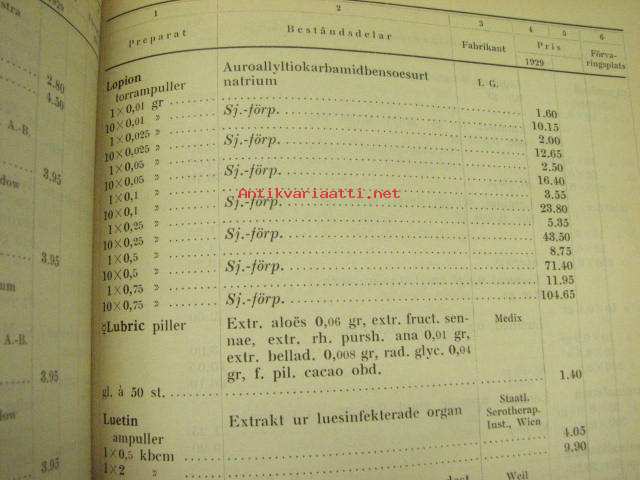 1 2 3 4 5 6
Preparat Beståndsdelar Fabrikant Pris Förva-
1929 ringsplats
Lopion Auroallyltiokarbamidbensoesurt
torrampuller natrium I. G.
1×0,01 gr 1.60
10×0,01 » Sj.-förp. 10.15
1×0,025 » 2.00
10×0,025 » Sj.-förp. 12.65
1×0,05 » 2.50
10×0,05 » Sj.-förp. 16.40
1×0,1 » 3.55
10×0,1 » Sj.-förp. 23.80
1×0,25 » 5.35
10×0,25 » Sj.-förp. 43.50
1×0,5 » 8.75
10×0,5 » Sj.-förp. 71.40
1×0,75 » 11.95
10×0,75 » Sj.-förp. 104.65
Lubric piller Extr. aloës 0,06 gr, extr. fruct. sen- Medix
nae, extr. rh. pursh. ana 0,01 gr,
extr. bellad. 0,008 gr, rad. glyc. 0,04
gr, f. pil. cacao obd.
gl. à 50 st. 1.40
Luetin Extrakt ur luesinfekterade organ Staatl.
ampuller Serotherap.
Inst., Wien
1×0,5 kbcm 4.05
1×2 » 9.90
Weil
Antikvariaatti.net
1929
2.80
4.50
A.-B.
dow 3.95
3.95
A.-B.
3.95
dow
3.95